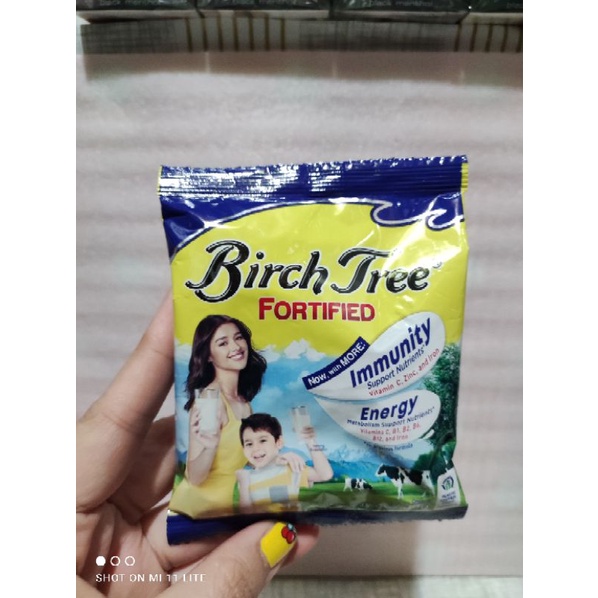 Birch Tree®
FORTIFIED
Now, with MORE:
Immunity
Support Nutrients*
Vitamin C, Zinc, and Iron
Energy
Metabolism Support Nutrients*
Vitamins C, B1, B2, B6,
B12, and Iron
SHOT ON MI 11 LITE